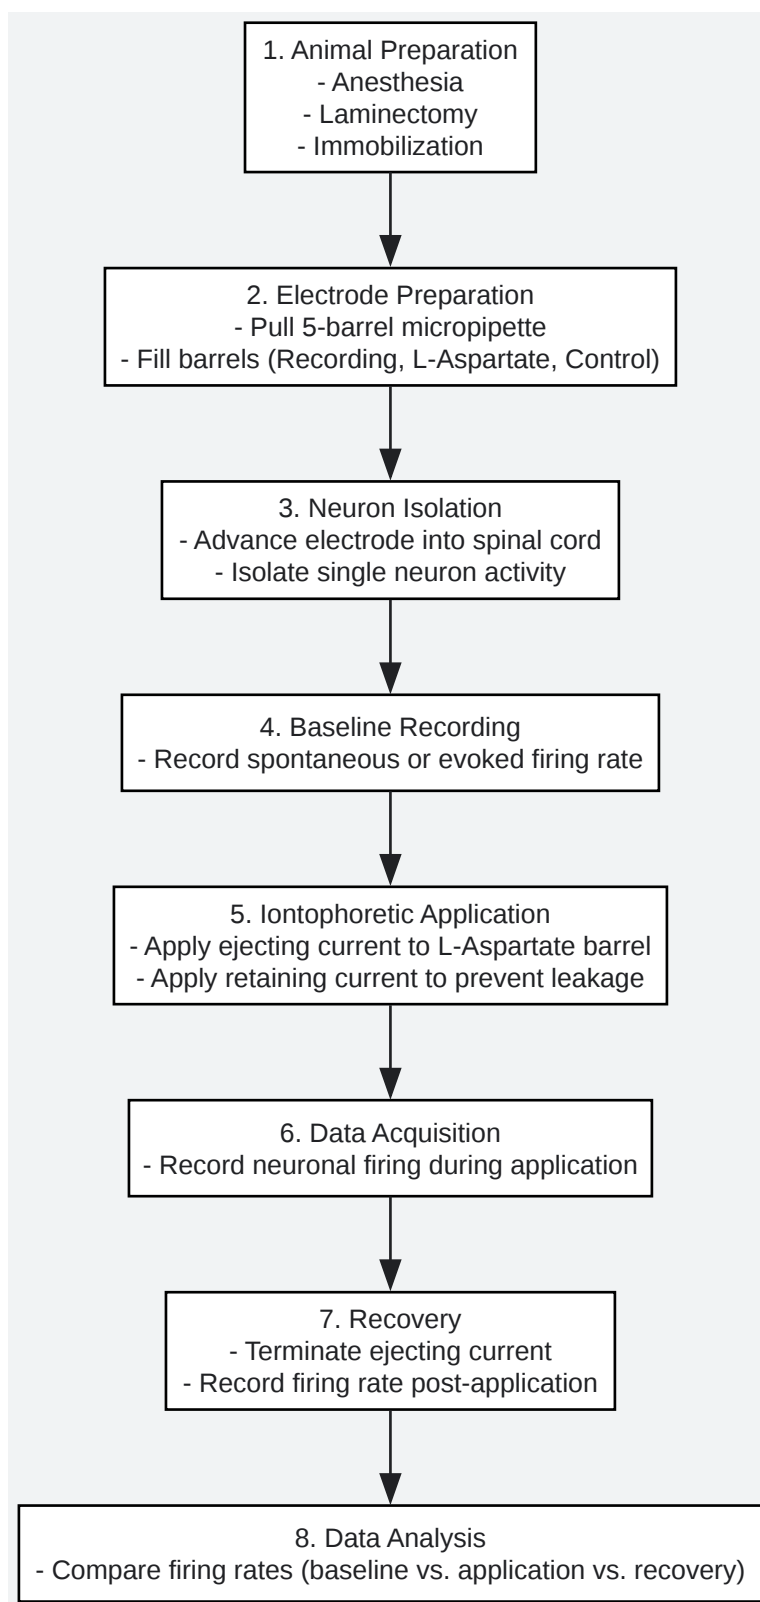 1. Animal Preparation
- Anesthesia
- Laminectomy
- Immobilization
2. Electrode Preparation
- Pull 5-barrel micropipette
- Fill barrels (Recording, L-Aspartate, Control)
3. Neuron Isolation
- Advance electrode into spinal cord
- Isolate single neuron activity
4. Baseline Recording
- Record spontaneous or evoked firing rate
5. Iontophoretic Application
- Apply ejecting current to L-Aspartate barrel
- Apply retaining current to prevent leakage
6. Data Acquisition
- Record neuronal firing during application
7. Recovery
- Terminate ejecting current
- Record firing rate post-application
8. Data Analysis
- Compare firing rates (baseline vs. application vs. recovery)